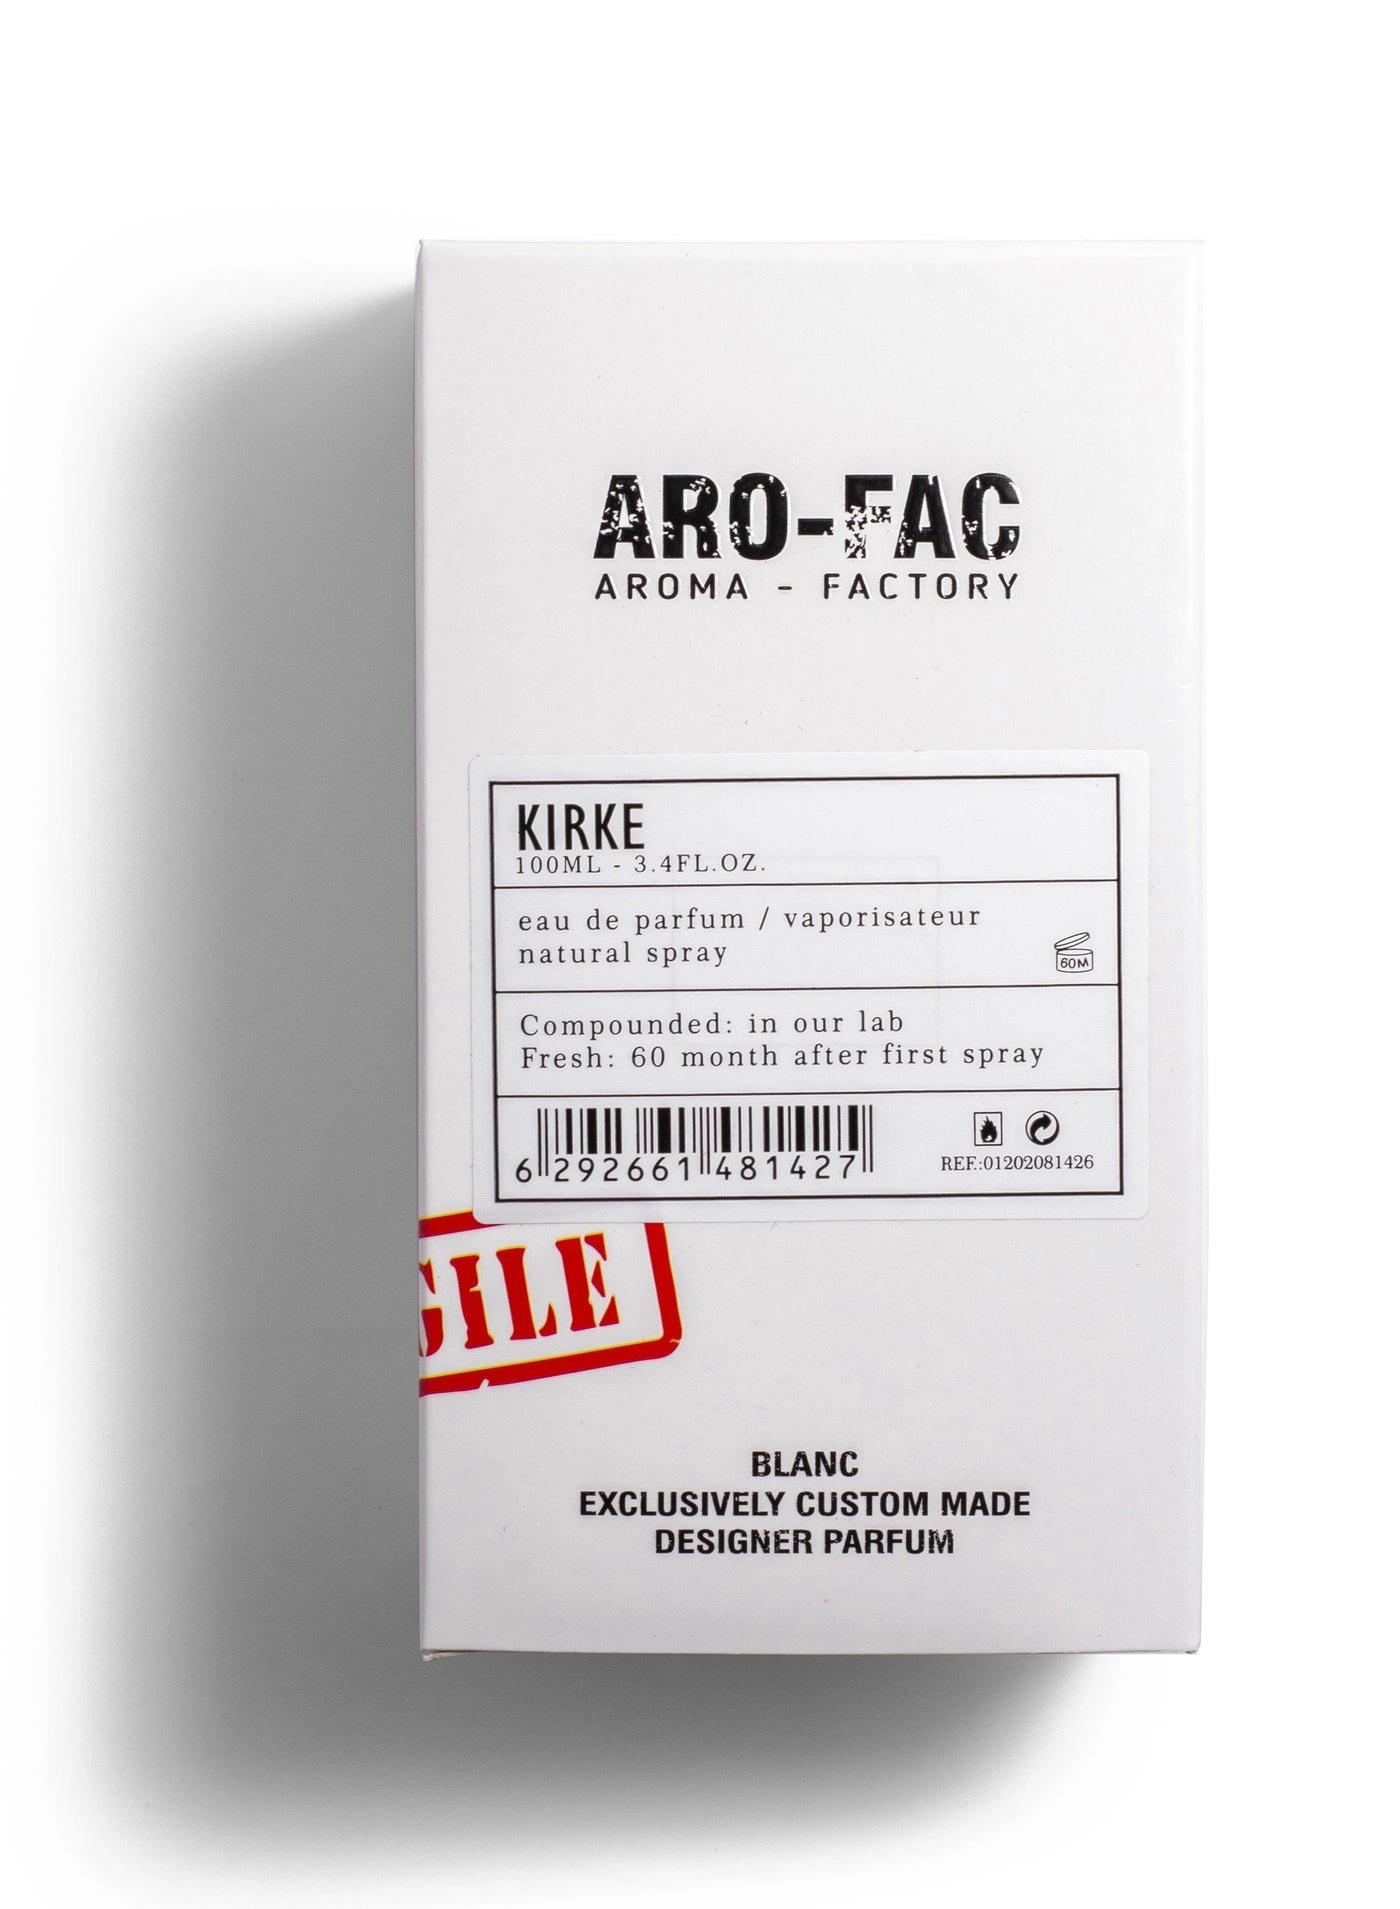 ARO-FAC
AROMA - FACTORY
KIRKE
100ML - 3.4FL.OZ.
eau de parfum / vaporisateur
natural spray
60M
Compounded: in our lab
Fresh: 60 month after first spray
6 292661 481427
REF.:01202081426
GILE
BLANC
EXCLUSIVELY CUSTOM MADE
DESIGNER PARFUM